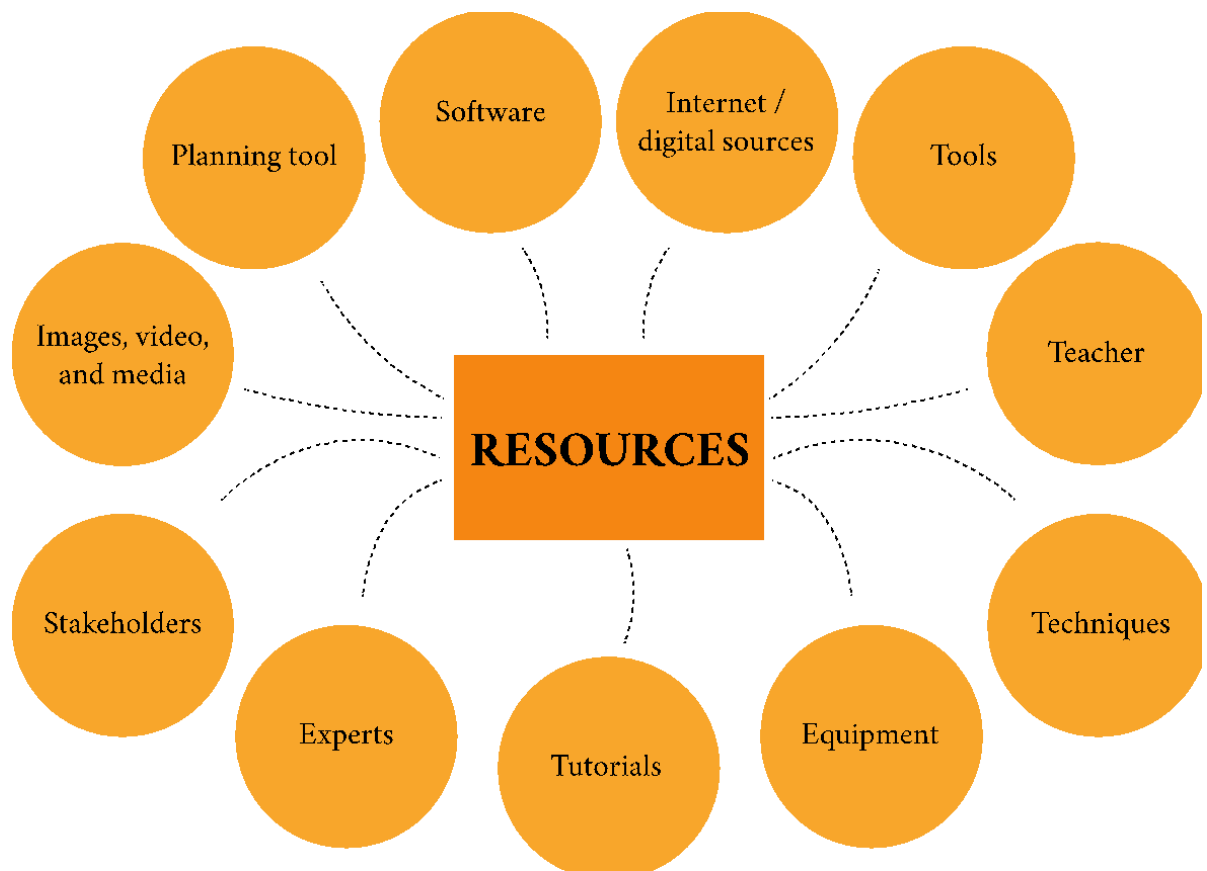 Software
Internet /
digital sources
Planning tool
Tools
Images, video,
and media
Teacher
RESOURCES
Stakeholders
Techniques
Experts
Equipment
Tutorials